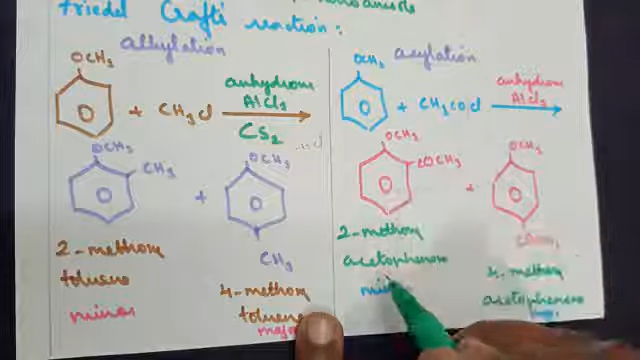 Friedel Crafts reaction:
alkylation
OCH3
+ CH3Cl
anhydrous
AlCl3
CS2
OCH3
CH3
+
OCH3
CH3
2-methoxy
toluene
minor
4-methoxy
toluene
major
acylation
OCH3
+ CH3COCl
anhydrous
AlCl3
OCH3
COCH3
+
OCH3
2-methoxy
acetophenone
4-methoxy
acetophenone